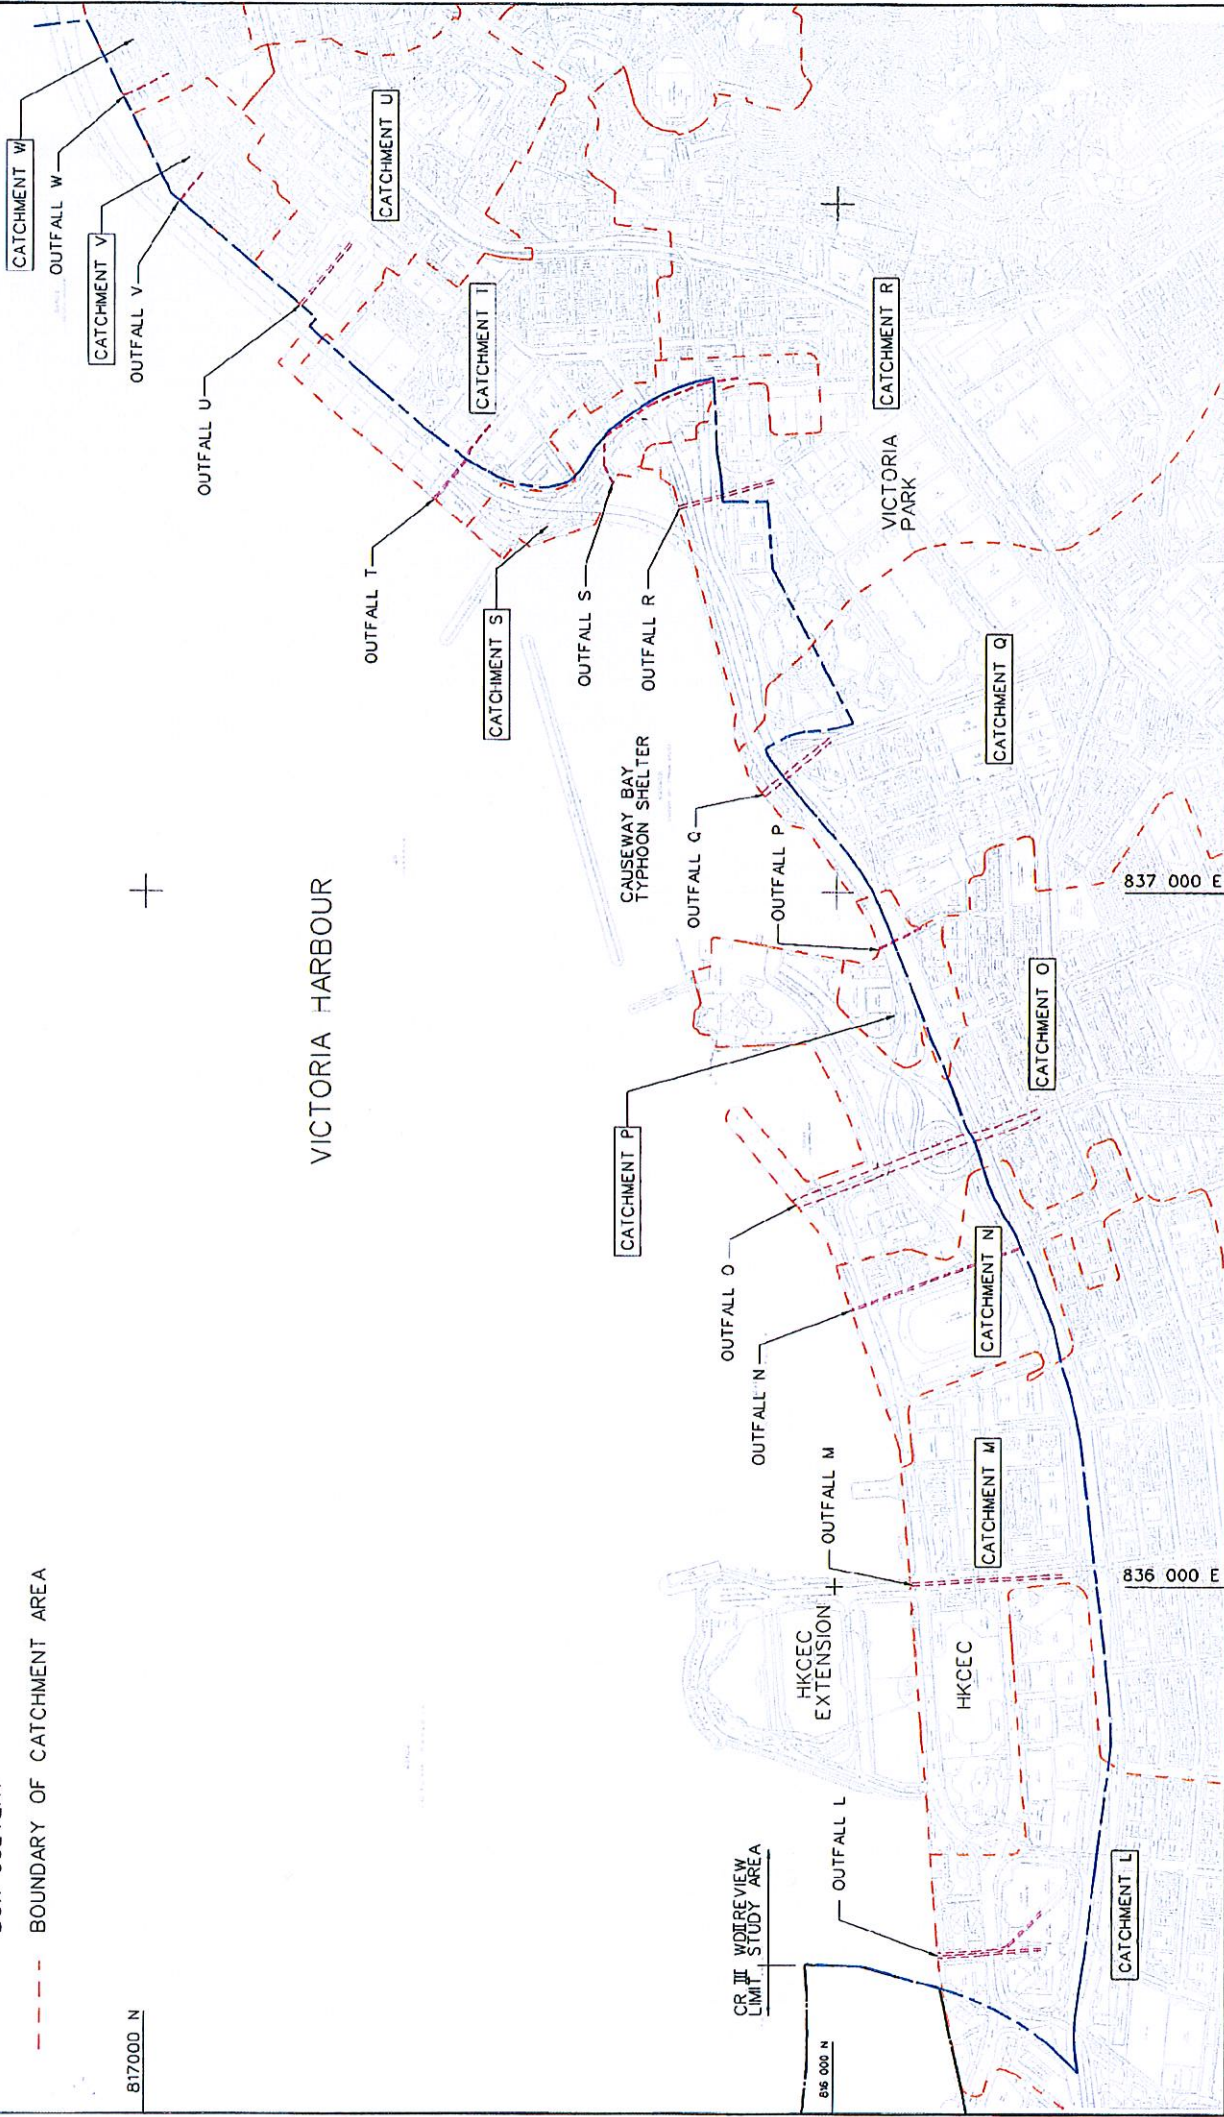 BOUNDARY OF CATCHMENT AREA
817000 N
VICTORIA HARBOUR
CATCHMENT W
OUTFALL W
CATCHMENT V
OUTFALL V
OUTFALL U
CATCHMENT U
OUTFALL T
CATCHMENT T
CATCHMENT S
OUTFALL S
OUTFALL R
CATCHMENT R
VICTORIA
PARK
CAUSEWAY BAY
TYPHOON SHELTER
OUTFALL Q
CATCHMENT Q
OUTFALL P
837 000 E
CATCHMENT P
CATCHMENT O
OUTFALL O
OUTFALL N
CATCHMENT N
OUTFALL M
CATCHMENT M
836 000 E
HKCEC
EXTENSION
HKCEC
OUTFALL L
CATCHMENT L
CR III WDII REVIEW
LIMIT STUDY AREA
816 000 N